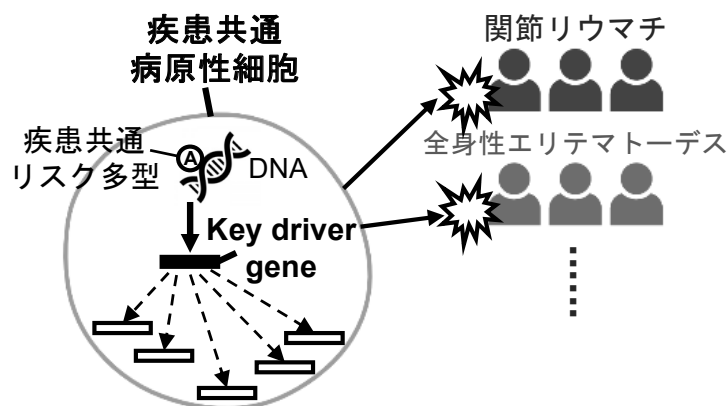 疾患共通
病原性細胞
疾患共通
リスク多型
A
DNA
Key driver
gene
関節リウマチ
全身性エリテマトーデス